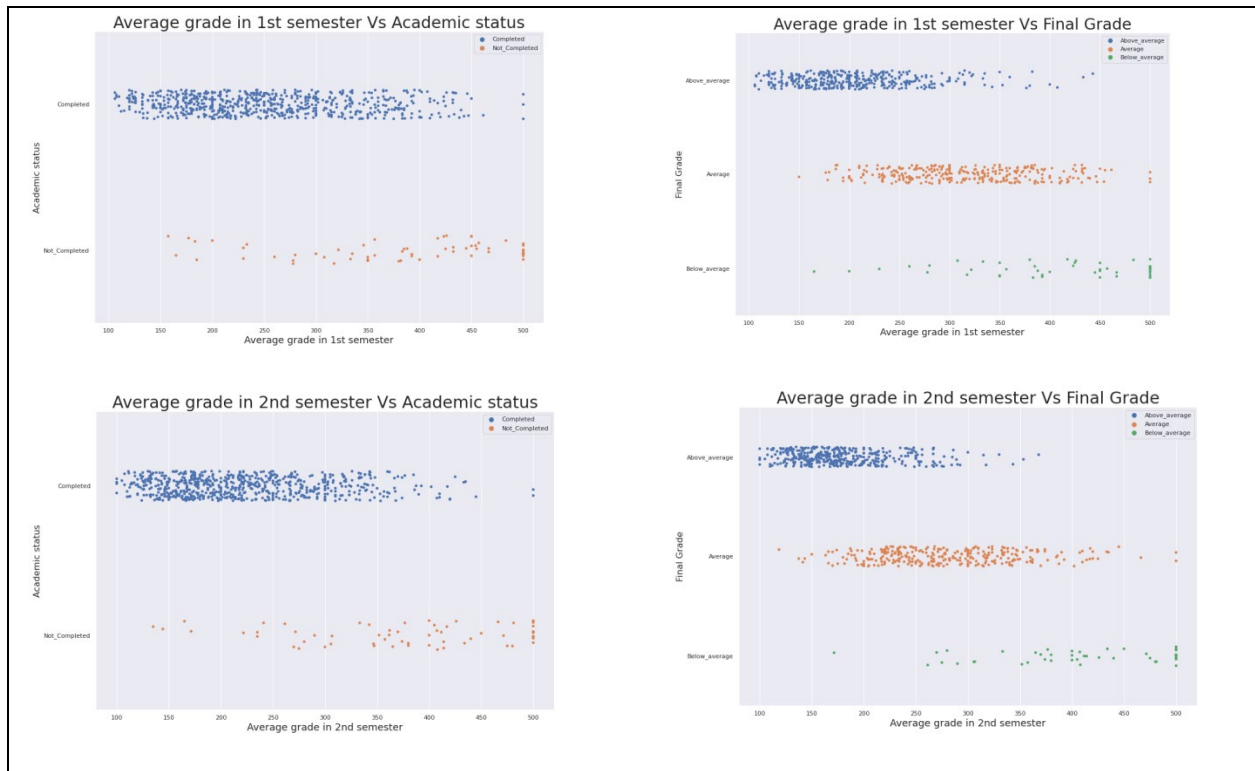 Average grade in 1st semester Vs Academic status
Completed
Not_Completed
Completed
Academic status
Not_Completed
100 150 200 250 300 350 400 450 500
Average grade in 1st semester
Average grade in 1st semester Vs Final Grade
Above_average
Average
Below_average
Above_average
Final Grade
Average
Below_average
100 150 200 250 300 350 400 450 500
Average grade in 1st semester
Average grade in 2nd semester Vs Academic status
Completed
Not_Completed
Completed
Academic status
Not_Completed
100 150 200 250 300 350 400 450 500
Average grade in 2nd semester
Average grade in 2nd semester Vs Final Grade
Above_average
Average
Below_average
Above_average
Final Grade
Average
Below_average
100 150 200 250 300 350 400 450 500
Average grade in 2nd semester